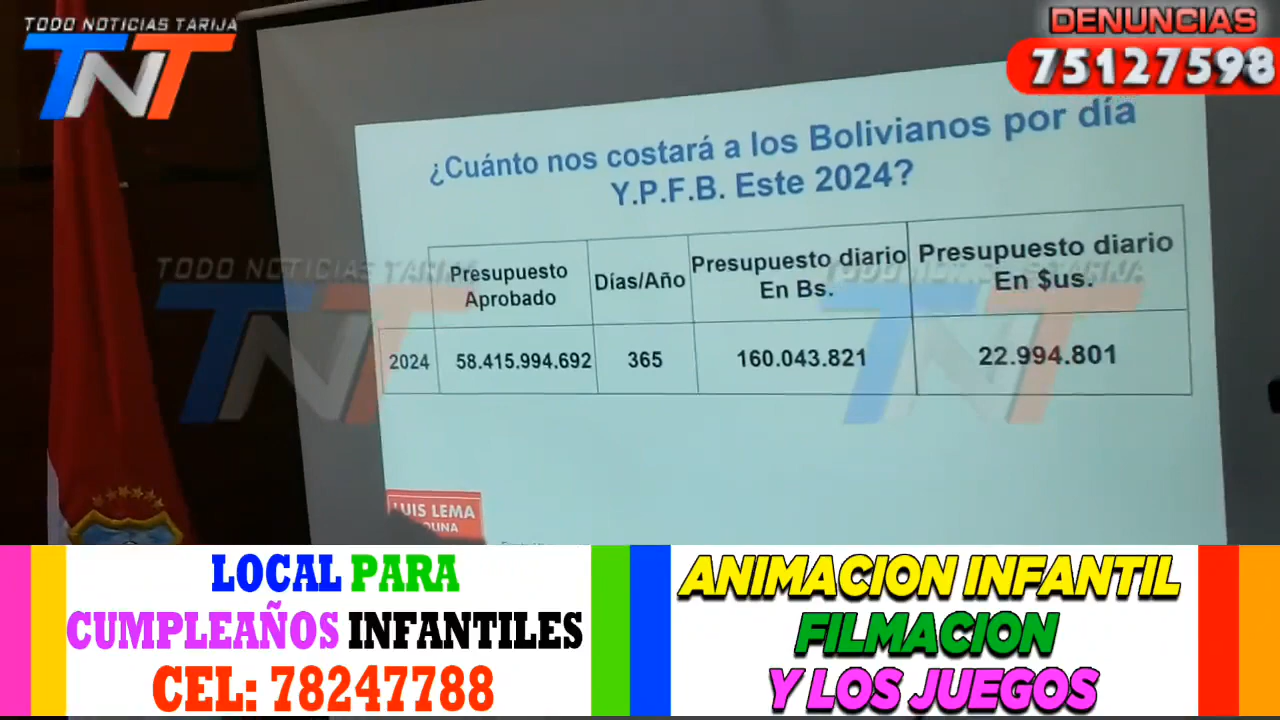 TODO NOTICIAS TARIJA
TNT
DENUNCIAS
75127598
¿Cuánto nos costará a los Bolivianos por día
Y.P.F.B. Este 2024?
TODO NOTICIAS TARIJA
TNT
TNT
Presupuesto
Aprobado
Días/Año
Presupuesto diario
En Bs.
Presupuesto diario
En $us.
2024
58.415.994.692
365
160.043.821
22.994.801
LUIS LEMA
LOCAL PARA
CUMPLEAÑOS INFANTILES
CEL: 78247788
ANIMACION INFANTIL
FILMACION
Y LOS JUEGOS